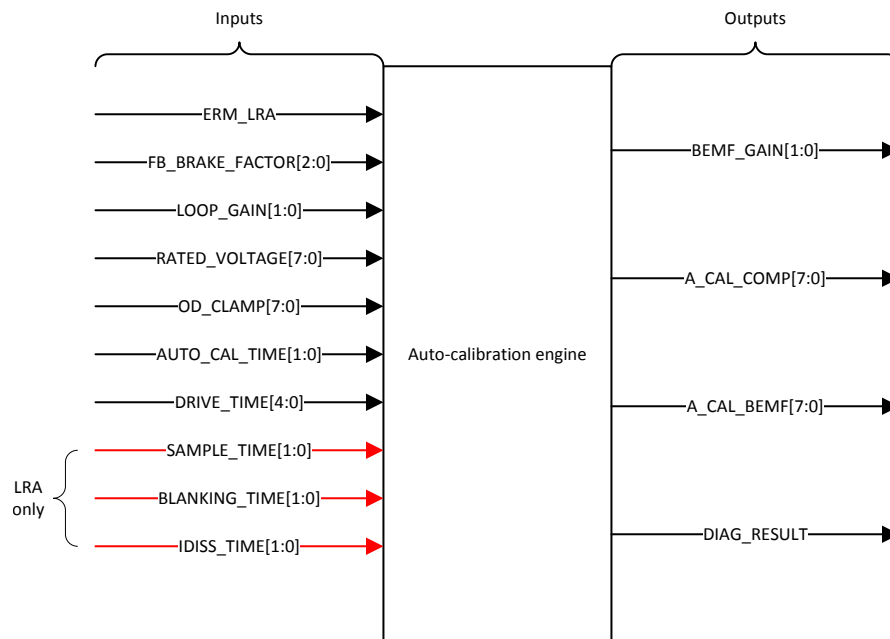 Inputs
Outputs
ERM_LRA
FB_BRAKE_FACTOR[2:0]
LOOP_GAIN[1:0]
RATED_VOLTAGE[7:0]
OD_CLAMP[7:0]
AUTO_CAL_TIME[1:0]
DRIVE_TIME[4:0]
SAMPLE_TIME[1:0]
BLANKING_TIME[1:0]
IDISS_TIME[1:0]
LRA
only
Auto-calibration engine
BEMF_GAIN[1:0]
A_CAL_COMP[7:0]
A_CAL_BEMF[7:0]
DIAG_RESULT